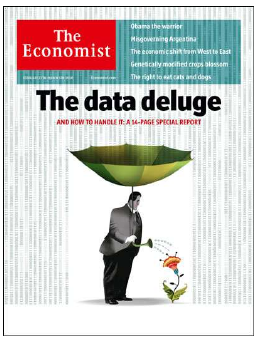 The
Economist
Obama the warrior
Misgoverning Argentina
The economic shift from West to East
Genetically modified crops blossom
The right to eat cats and dogs
The data deluge
AND HOW TO HANDLE IT: A 14-PAGE SPECIAL REPORT